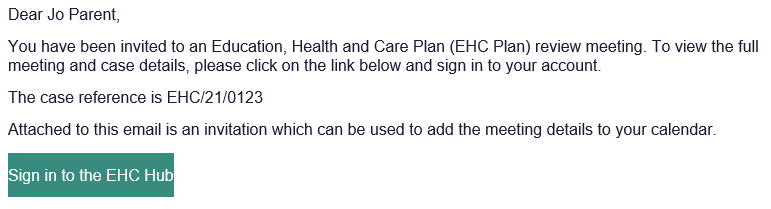 Dear Jo Parent,
You have been invited to an Education, Health and Care Plan (EHC Plan) review meeting. To view the full
meeting and case details, please click on the link below and sign in to your account.
The case reference is EHC/21/0123
Attached to this email is an invitation which can be used to add the meeting details to your calendar.
Sign in to the EHC Hub